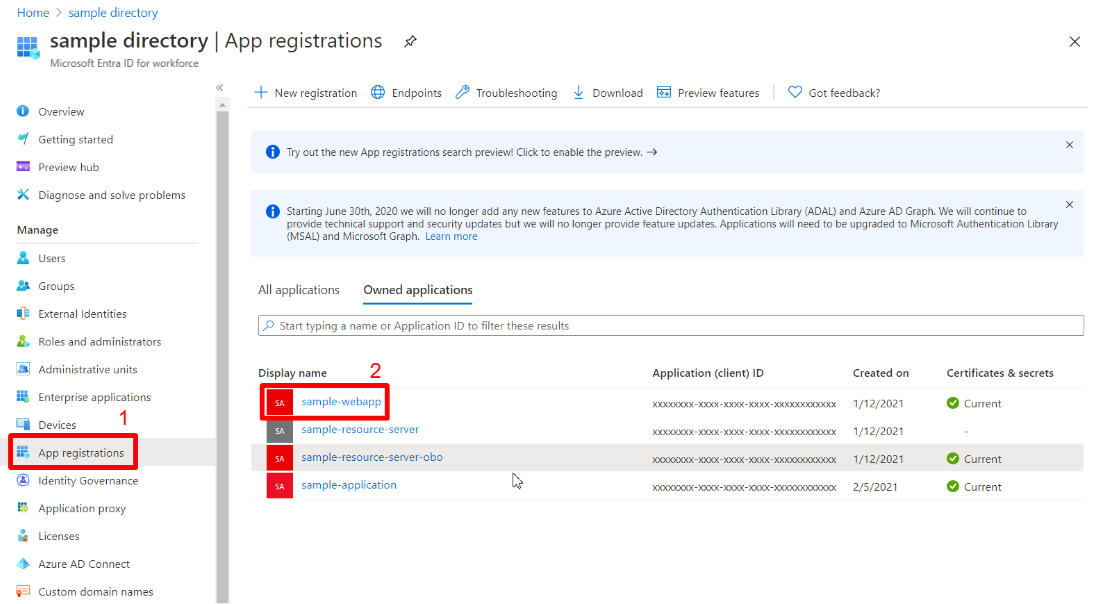 Home > sample directory
sample directory | App registrations
Microsoft Entra ID for workforce
«
Overview
Getting started
Preview hub
Diagnose and solve problems
Manage
Users
Groups
External Identities
Roles and administrators
Administrative units
Enterprise applications
Devices
1
App registrations
Identity Governance
Application proxy
Licenses
Azure AD Connect
Custom domain names
New registration Endpoints Troubleshooting Download Preview features Got feedback?
Try out the new App registrations search preview! Click to enable the preview. →
Starting June 30th, 2020 we will no longer add any new features to Azure Active Directory Authentication Library (ADAL) and Azure AD Graph. We will continue to
provide technical support and security updates but we will no longer provide feature updates. Applications will need to be upgraded to Microsoft Authentication Library
(MSAL) and Microsoft Graph. Learn more
All applications Owned applications
Start typing a name or Application ID to filter these results
2
Display name Application (client) ID Created on Certificates & secrets
SA sample-webapp xxxxxxxx-xxxx-xxxx-xxxx-xxxxxxxxxxxx 1/12/2021 Current
SA sample-resource-server xxxxxxxx-xxxx-xxxx-xxxx-xxxxxxxxxxxx 1/12/2021 -
SA sample-resource-server-obo xxxxxxxx-xxxx-xxxx-xxxx-xxxxxxxxxxxx 1/12/2021 Current
SA sample-application xxxxxxxx-xxxx-xxxx-xxxx-xxxxxxxxxxxx 2/5/2021 Current